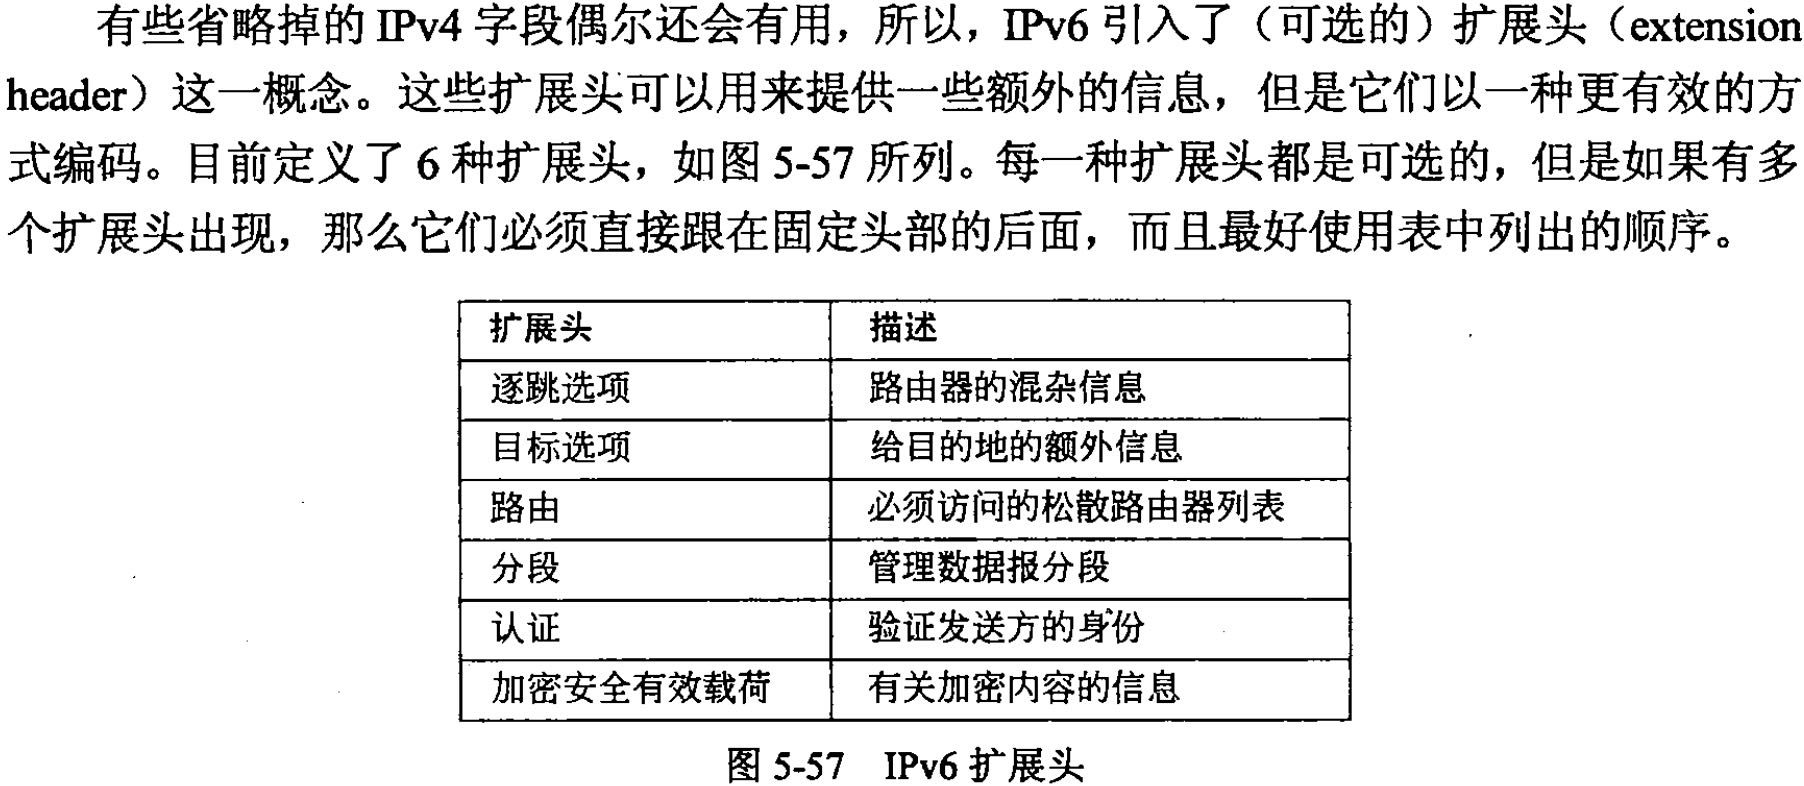 有些省略掉的 IPv4 字段偶尔还会有用，所以，IPv6 引入了（可选的）扩展头（extension
header）这一概念。这些扩展头可以用来提供一些额外的信息，但是它们以一种更有效的方
式编码。目前定义了 6 种扩展头，如图 5-57 所列。每一种扩展头都是可选的，但是如果有多
个扩展头出现，那么它们必须直接跟在固定头部的后面，而且最好使用表中列出的顺序。
扩展头 描述
逐跳选项 路由器的混杂信息
目标选项 给目的地的额外信息
路由 必须访问的松散路由器列表
分段 管理数据报分段
认证 验证发送方的身份
加密安全有效载荷 有关加密内容的信息
图 5-57 IPv6 扩展头